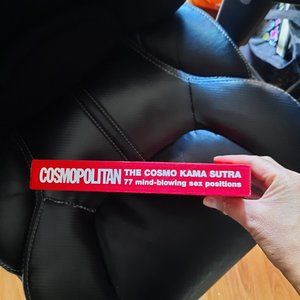 COSMOPOLITAN
THE COSMO KAMA SUTRA
77 mind-blowing sex positions